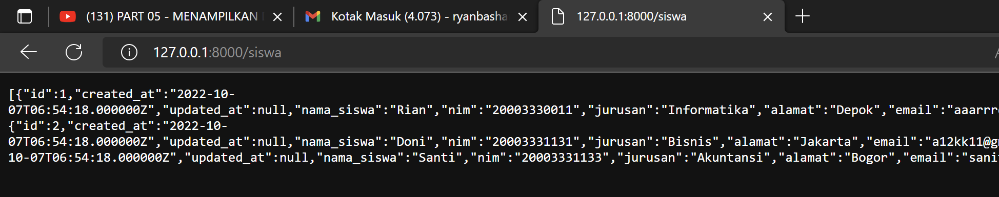 (131) PART 05 - MENAMPILKAN
Kotak Masuk (4.073) - ryanbasha
127.0.0.1:8000/siswa
127.0.0.1:8000/siswa
[{"id":1,"created_at":"2022-10-
07T06:54:18.000000Z","updated_at":null,"nama_siswa":"Rian","nim":"20003330011","jurusan":"Informatika","alamat":"Depok","email":"aaarrr
{"id":2,"created_at":"2022-10-
07T06:54:18.000000Z","updated_at":null,"nama_siswa":"Doni","nim":"20003331131","jurusan":"Bisnis","alamat":"Jakarta","email":"a12kk11@g
10-07T06:54:18.000000Z","updated_at":null,"nama_siswa":"Santi","nim":"20003331133","jurusan":"Akuntansi","alamat":"Bogor","email":"sani